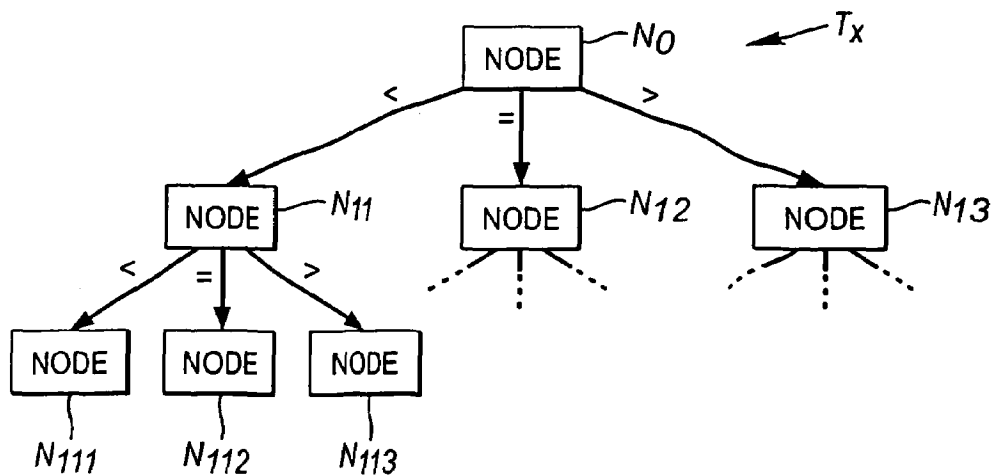 NODE N0 Tx
< = >
NODE N11 NODE N12 NODE N13
< = >
NODE NODE NODE
N111 N112 N113